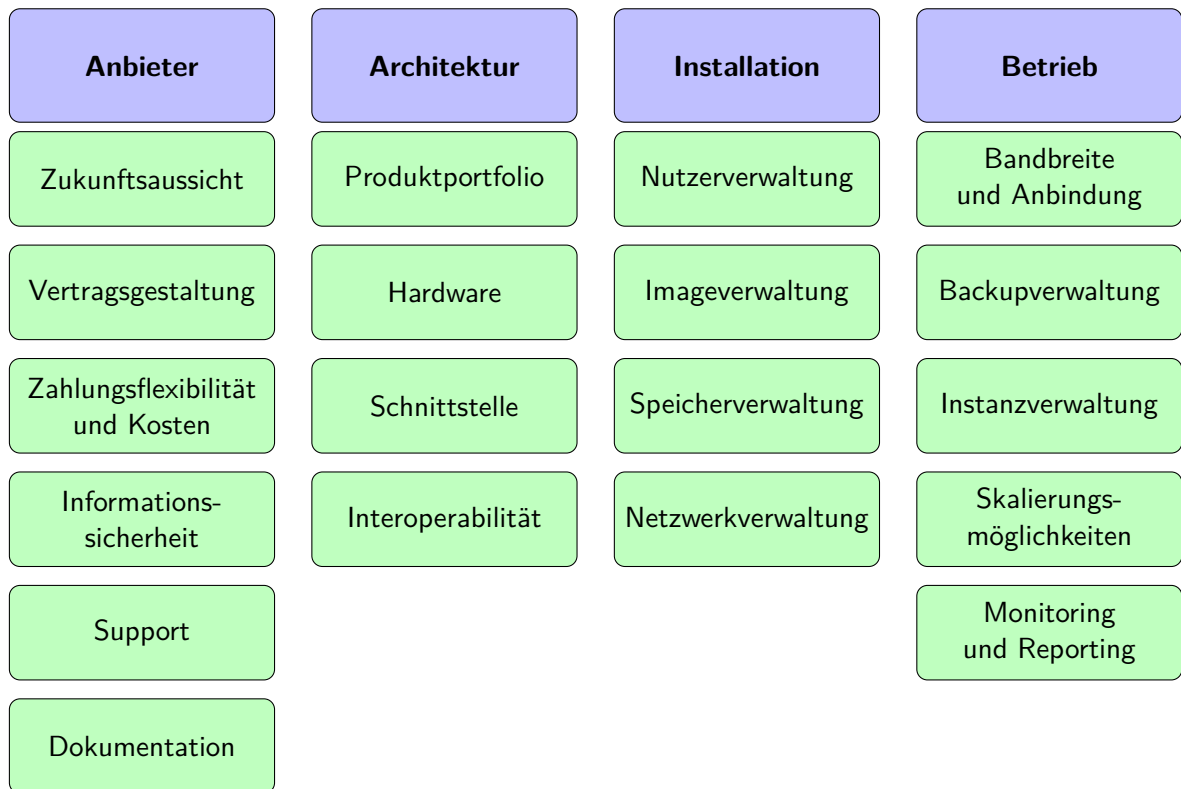 Anbieter
Zukunftsaussicht
Vertragsgestaltung
Zahlungsflexibilität
und Kosten
Informations-
sicherheit
Support
Dokumentation
Architektur
Produktportfolio
Hardware
Schnittstelle
Interoperabilität
Installation
Nutzerverwaltung
Imageverwaltung
Speicherverwaltung
Netzwerkverwaltung
Betrieb
Bandbreite
und Anbindung
Backupverwaltung
Instanzverwaltung
Skalierungs-
möglichkeiten
Monitoring
und Reporting